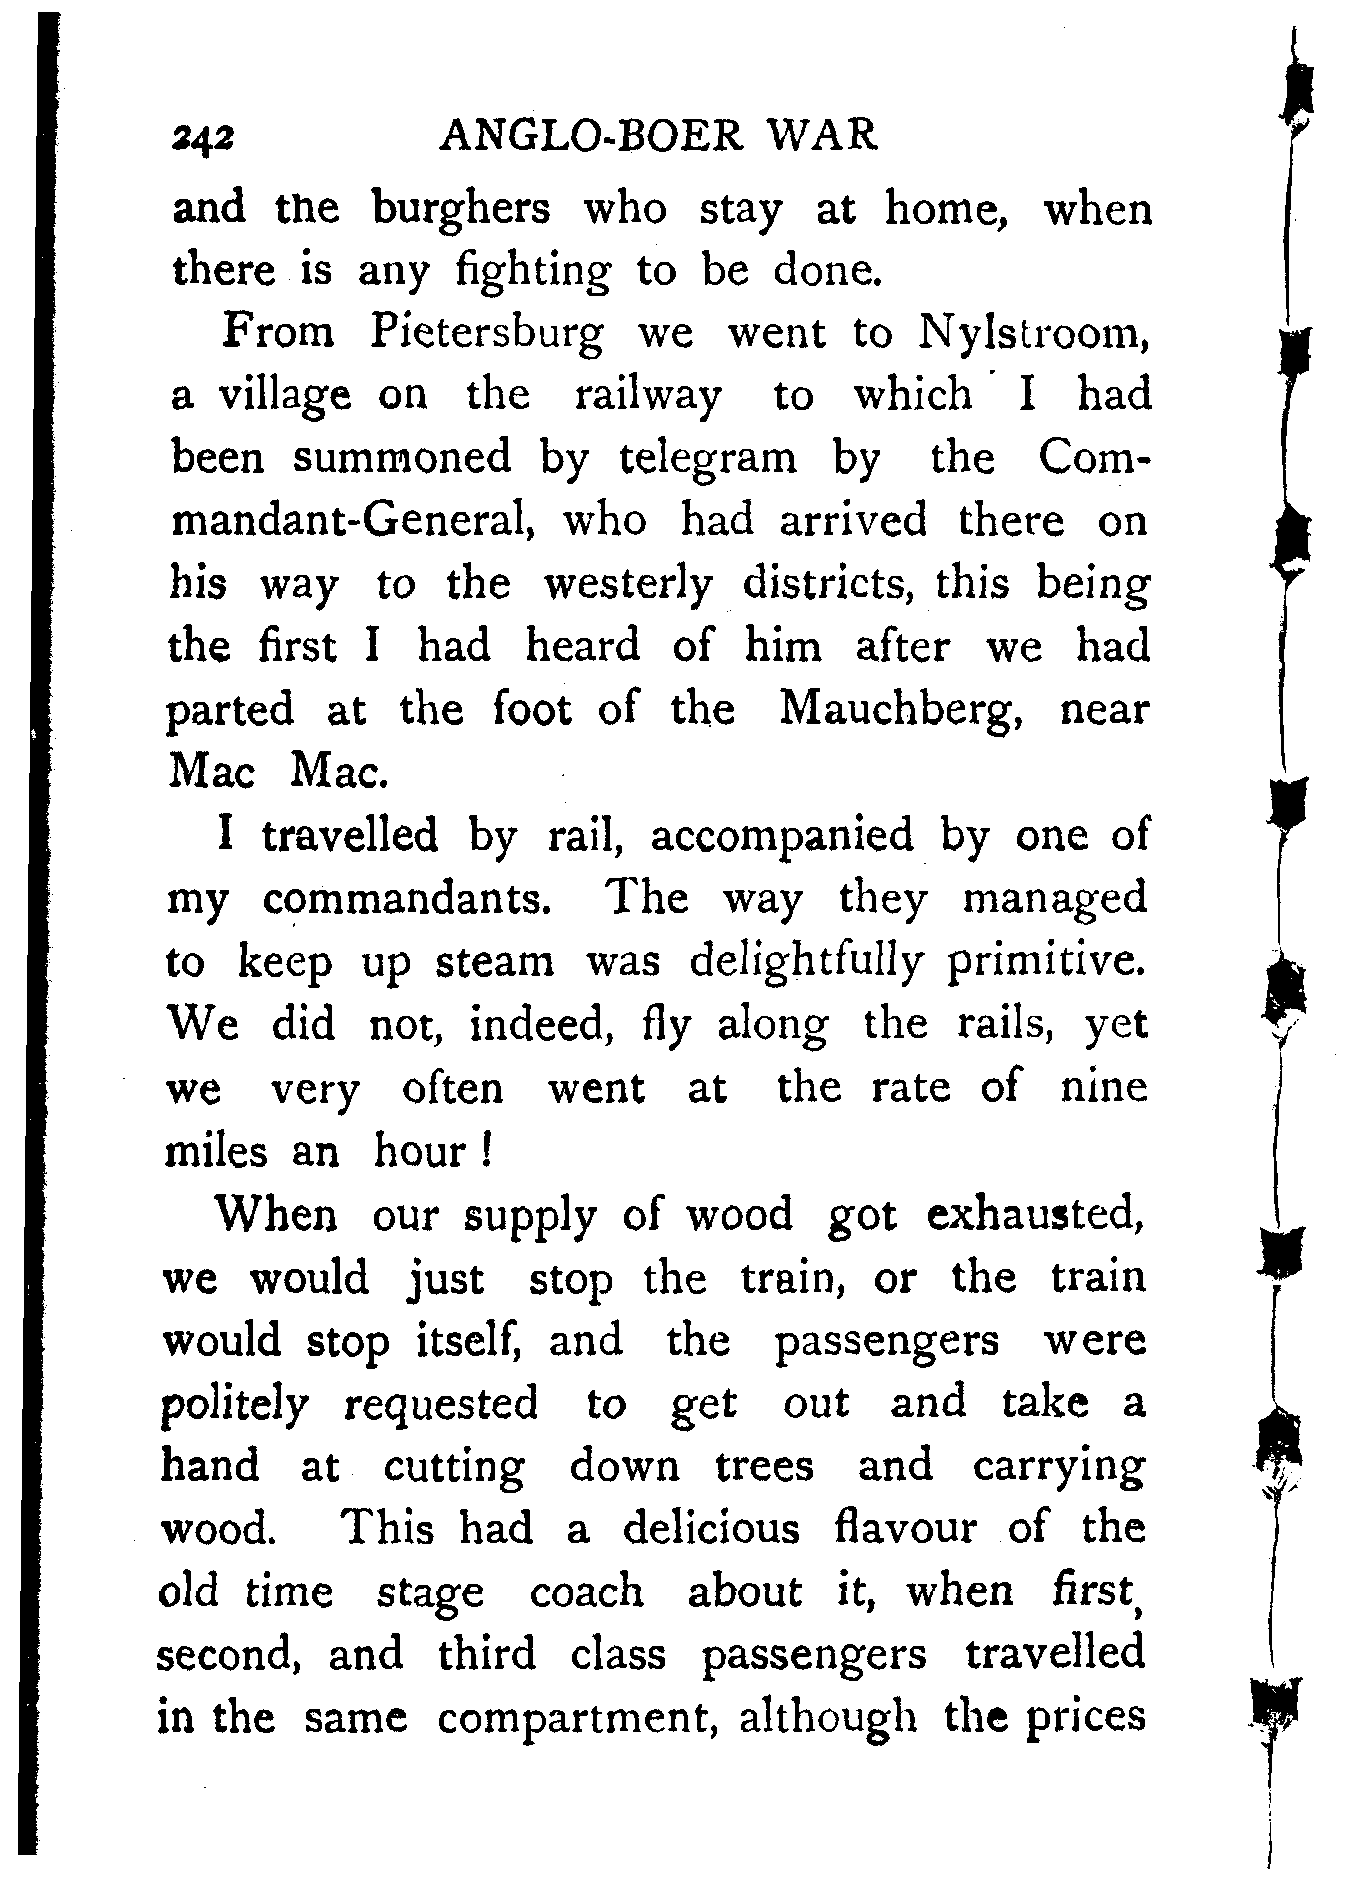 242 ANGLO-BOER WAR
and the burghers who stay at home, when
there is any fighting to be done.
From Pietersburg we went to Nylstroom,
a village on the railway to which I had
been summoned by telegram by the Com-
mandant-General, who had arrived there on
his way to the westerly districts, this being
the first I had heard of him after we had
parted at the foot of the Mauchberg, near
Mac Mac.
I travelled by rail, accompanied by one of
my commandants. The way they managed
to keep up steam was delightfully primitive.
We did not, indeed, fly along the rails, yet
we very often went at the rate of nine
miles an hour !
When our supply of wood got exhausted,
we would just stop the train, or the train
would stop itself, and the passengers were
politely requested to get out and take a
hand at cutting down trees and carrying
wood. This had a delicious flavour of the
old time stage coach about it, when first,
second, and third class passengers travelled
in the same compartment, although the prices